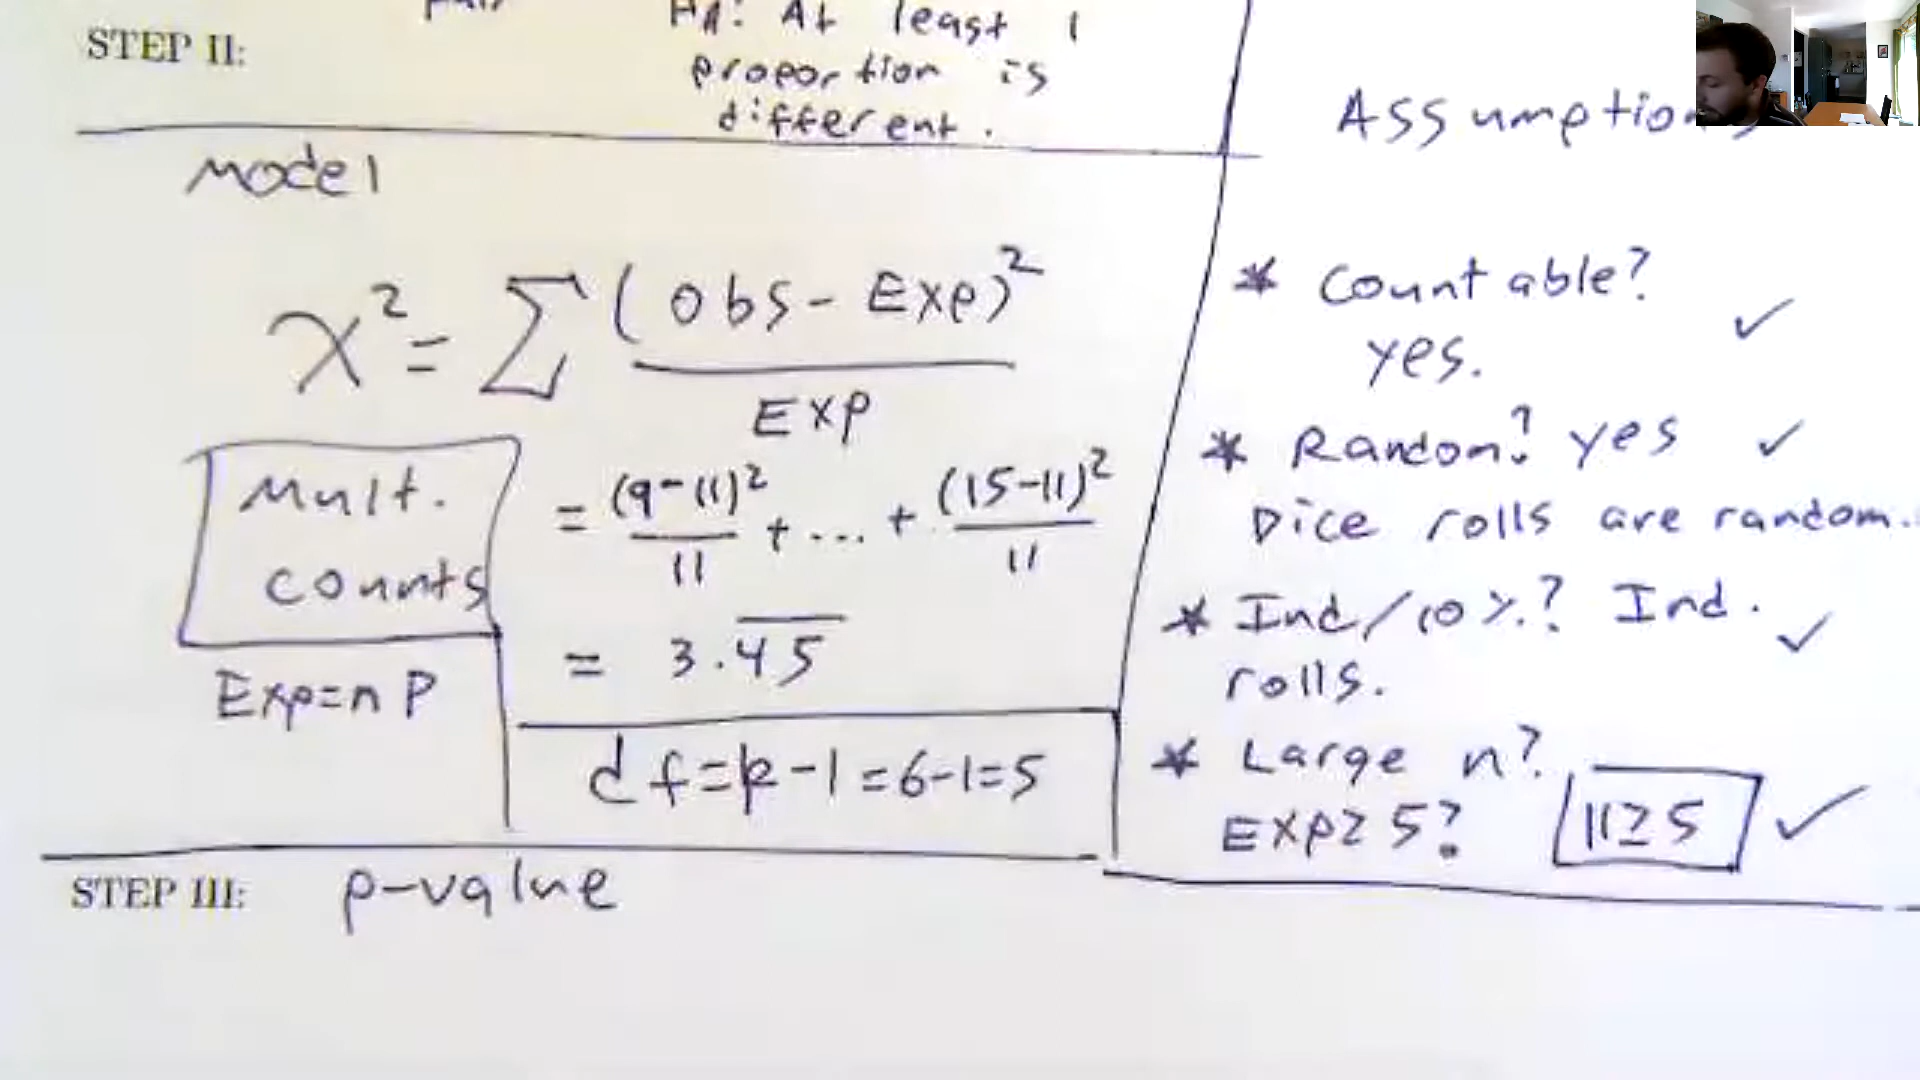 HA: At least 1
STEP II:
proportion is
different.
Model
χ² = Σ (Obs - Exp)² / Exp
Mult.
counts
= (9-11)² / 11 + ... + (15-11)² / 11
= 3.4̅5̅
Exp=np
df=k-1=6-1=5
STEP III: p-value
Assumptions
* Countable?
yes.
✓
* Random? yes ✓
Dice rolls are random.
* Ind/10%? Ind. ✓
rolls.
* Large n?
Exp≥5? 11≥5 ✓